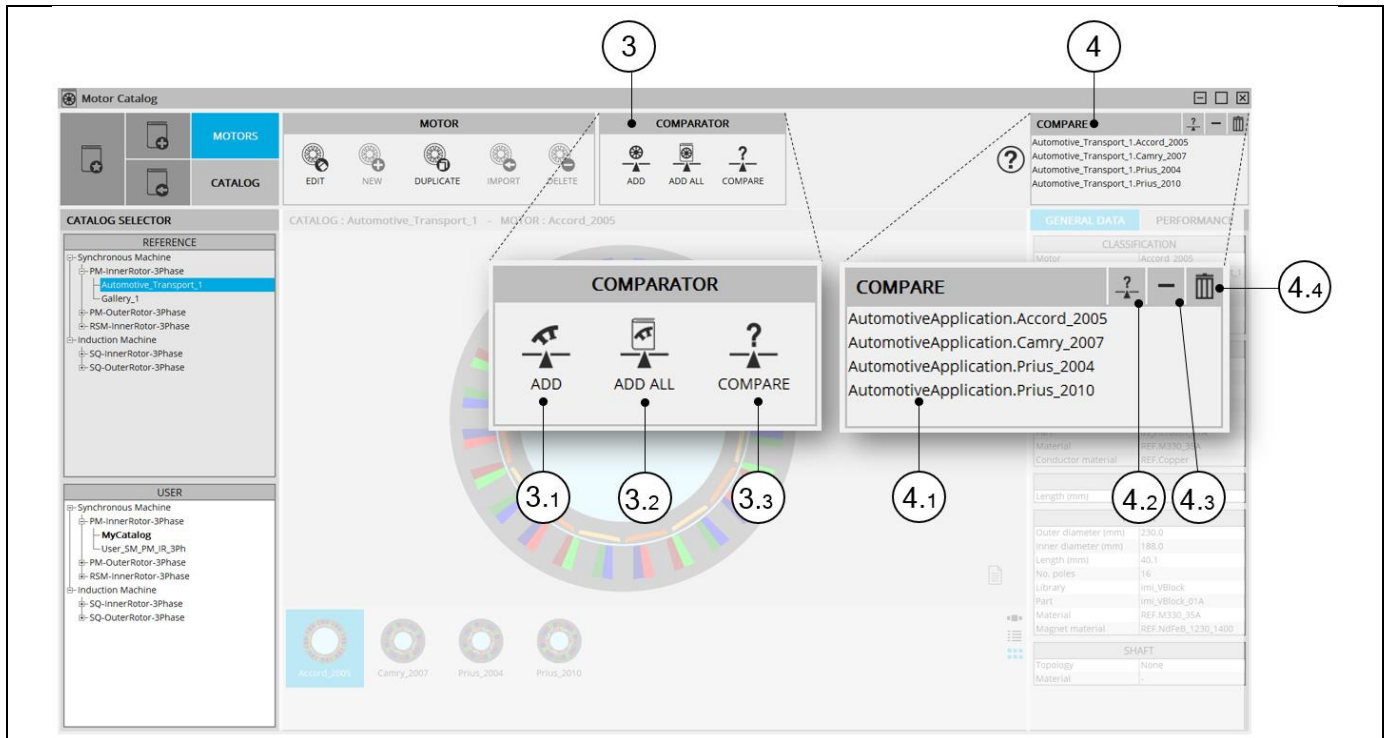 3
4
Motor Catalog
MOTORS
CATALOG
MOTOR
EDIT
NEW
DUPLICATE
IMPORT
DELETE
COMPARATOR
ADD
ADD ALL
COMPARE
?
COMPARE
Automotive_Transport_1.Accord_2005
Automotive_Transport_1.Camry_2007
Automotive_Transport_1.Prius_2004
Automotive_Transport_1.Prius_2010
CATALOG SELECTOR
REFERENCE
Synchronous Machine
PM-InnerRotor-3Phase
Automotive_Transport_1
Gallery_1
PM-OuterRotor-3Phase
RSM-InnerRotor-3Phase
Induction Machine
SQ-InnerRotor-3Phase
SQ-OuterRotor-3Phase
USER
Synchronous Machine
PM-InnerRotor-3Phase
MyCatalog
User_SM_PM_IR_3Ph
PM-OuterRotor-3Phase
RSM-InnerRotor-3Phase
Induction Machine
SQ-InnerRotor-3Phase
SQ-OuterRotor-3Phase
CATALOG : Automotive_Transport_1 - MOTOR : Accord_2005
COMPARATOR
ADD
ADD ALL
COMPARE
3.1
3.2
3.3
COMPARE
AutomotiveApplication.Accord_2005
AutomotiveApplication.Camry_2007
AutomotiveApplication.Prius_2004
AutomotiveApplication.Prius_2010
4.1
4.2
4.3
4.4
Accord_2005
Camry_2007
Prius_2004
Prius_2010
GENERAL DATA
PERFORMANCE
CLASSIFICATION
Motor Accord_2005
Material REF.M330_35A
Conductor material REF.Copper
Length (mm)
Outer diameter (mm) 230.0
Inner diameter (mm) 188.0
Length (mm) 40.1
No. poles 16
Library imi_VBlock
Part imi_VBlock_01A
Material REF.M330_35A
Magnet material REF.NdFeB_1230_1400
SHAFT
Topology None
Material -